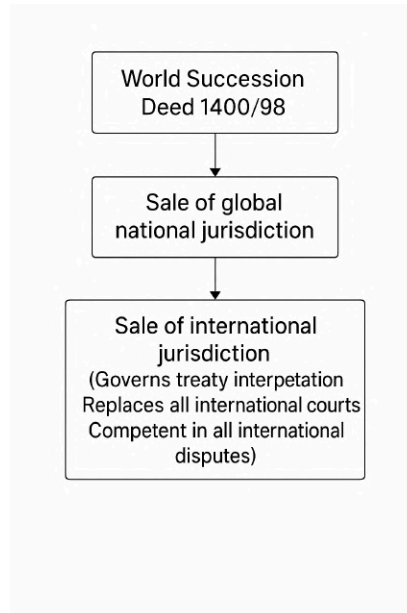 World Succession
Deed 1400/98
Sale of global
national jurisdiction
Sale of international
jurisdiction
(Governs treaty interpetation
Replaces all international courts
Competent in all international
disputes)